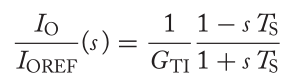 I_O/I_OREF (s) = 1/G_TI (1 − s T_S)/(1 + s T_S)